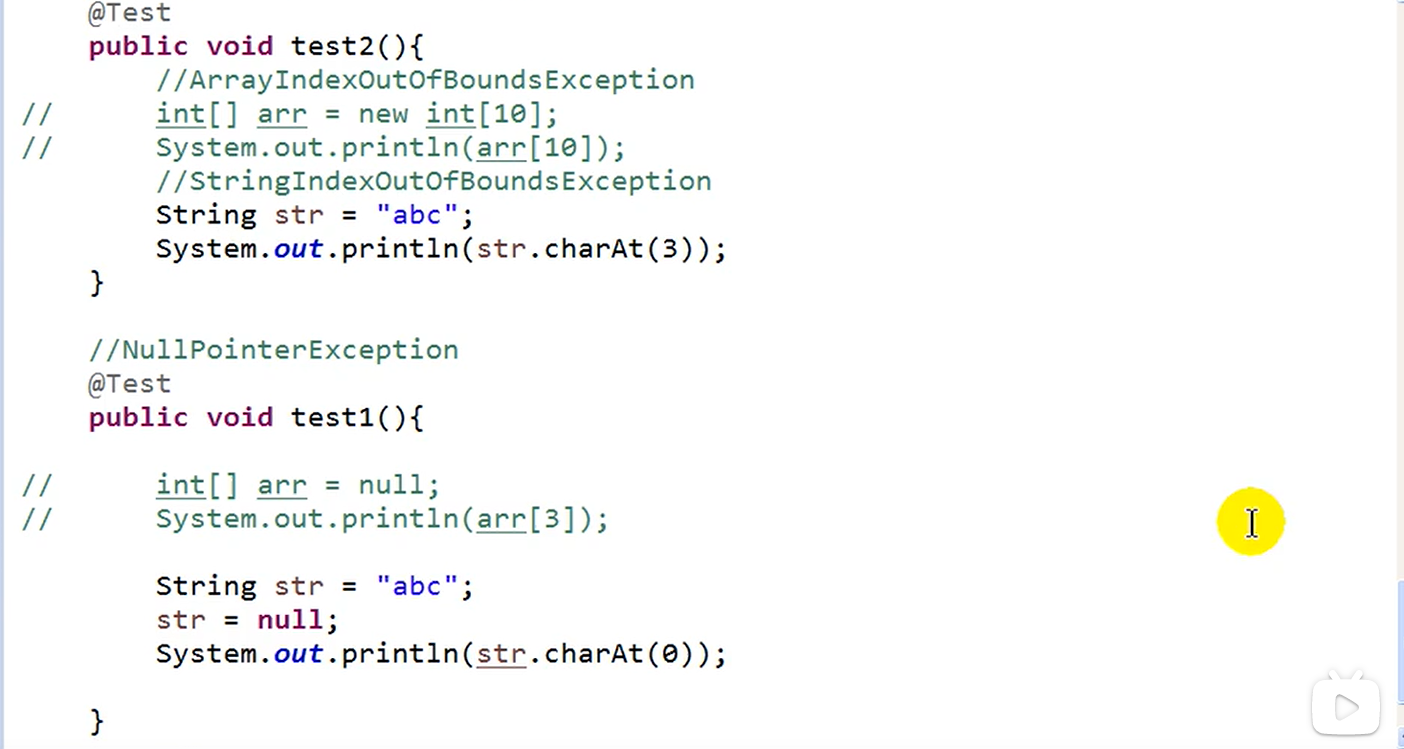 @Test
public void test2(){
//ArrayIndexOutOfBoundsException
// int[] arr = new int[10];
// System.out.println(arr[10]);
//StringIndexOutOfBoundsException
String str = "abc";
System.out.println(str.charAt(3));
}
//NullPointerException
@Test
public void test1(){
// int[] arr = null;
// System.out.println(arr[3]);
String str = "abc";
str = null;
System.out.println(str.charAt(0));
}